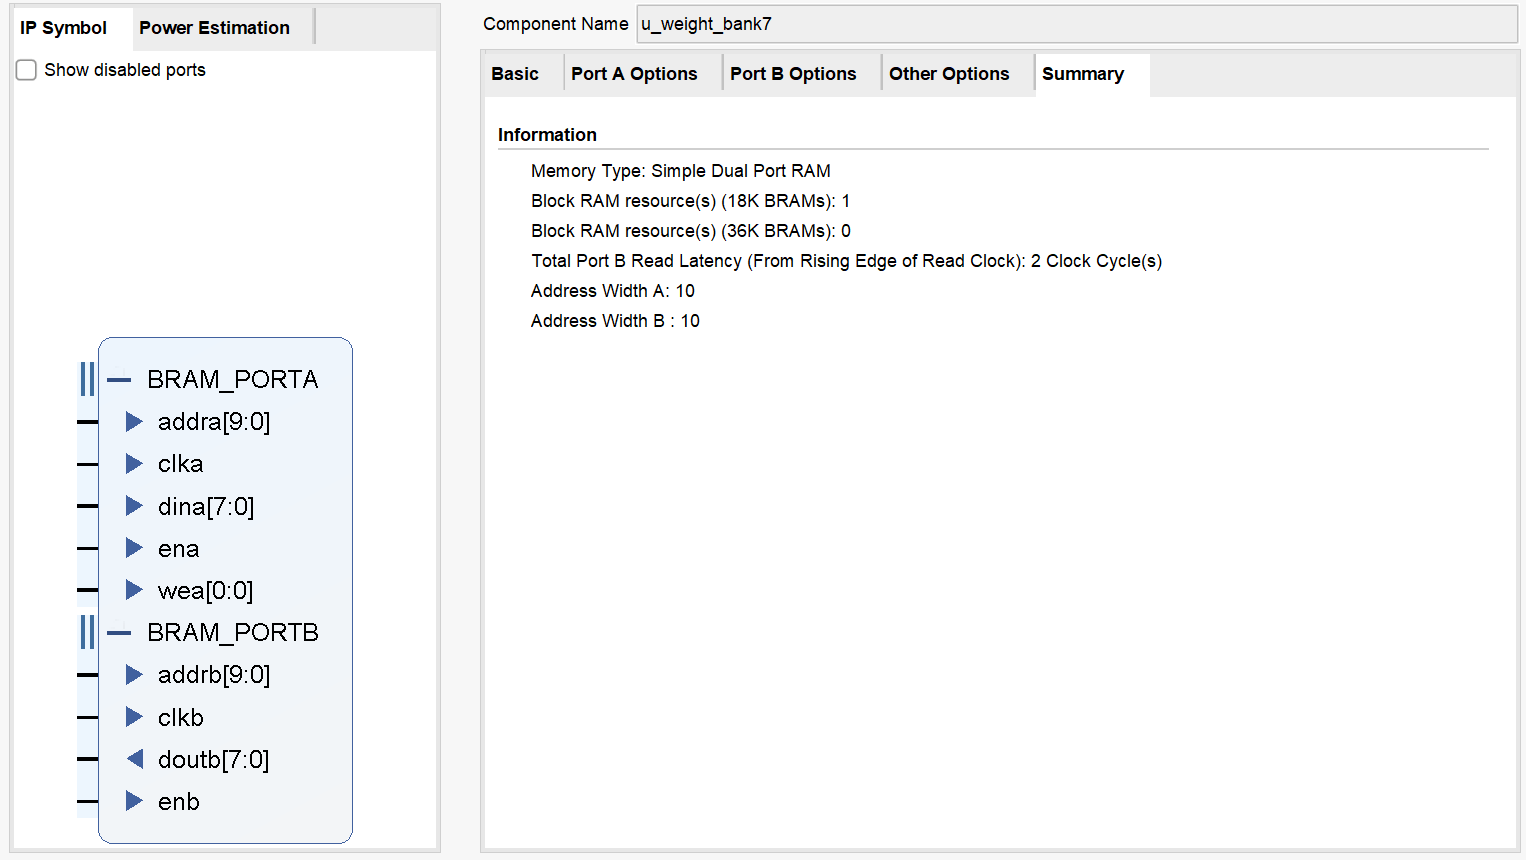 IP Symbol
Power Estimation
Show disabled ports
BRAM_PORTA
addra[9:0]
clka
dina[7:0]
ena
wea[0:0]
BRAM_PORTB
addrb[9:0]
clkb
doutb[7:0]
enb
Component Name u_weight_bank7
Basic
Port A Options
Port B Options
Other Options
Summary
Information
Memory Type: Simple Dual Port RAM
Block RAM resource(s) (18K BRAMs): 1
Block RAM resource(s) (36K BRAMs): 0
Total Port B Read Latency (From Rising Edge of Read Clock): 2 Clock Cycle(s)
Address Width A: 10
Address Width B : 10